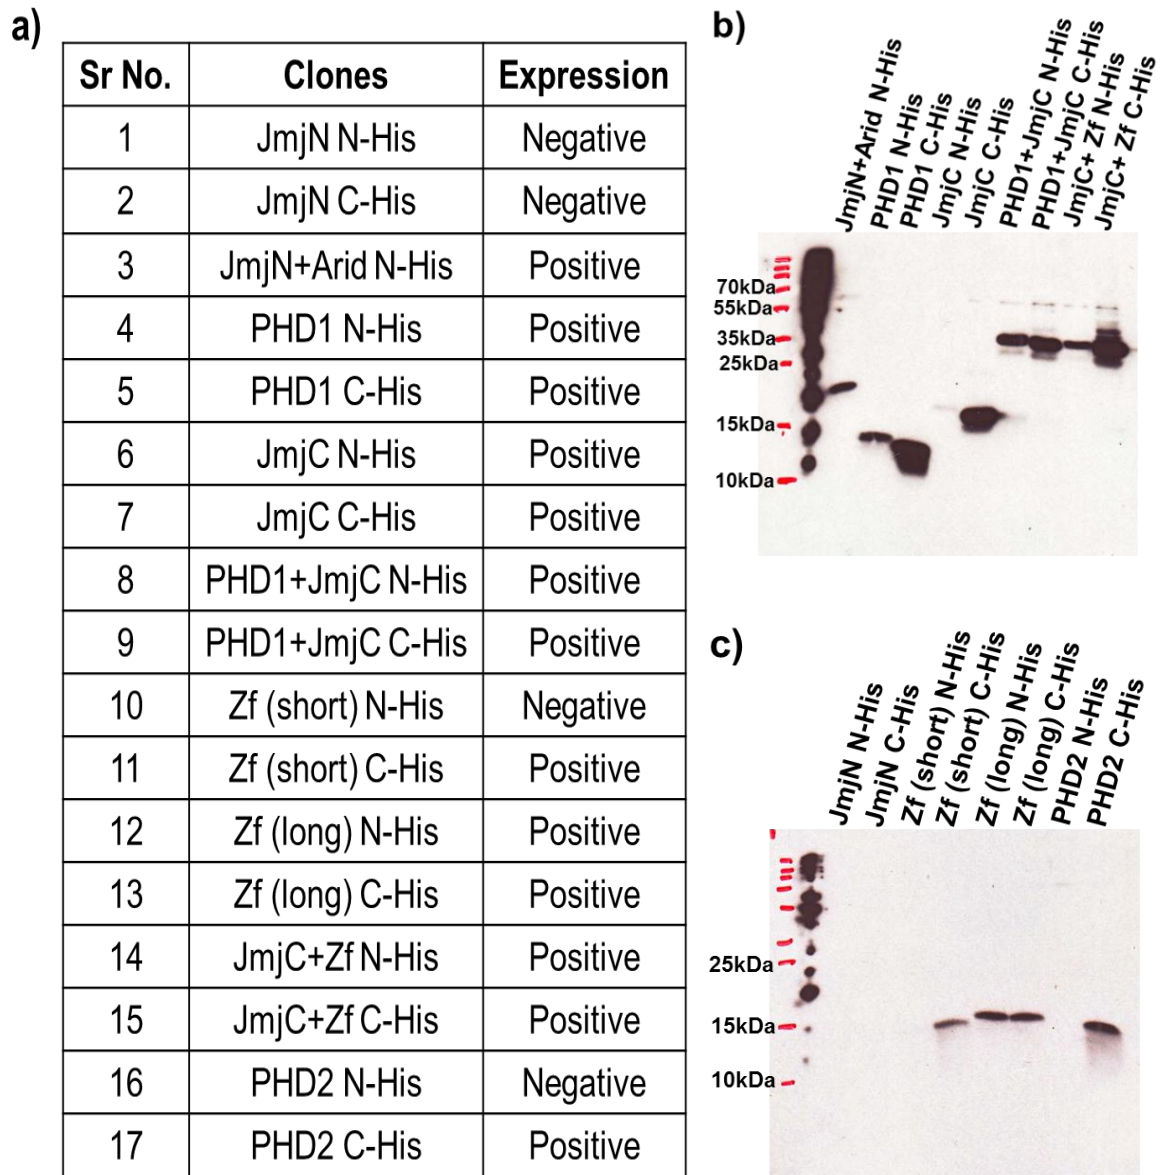 a)
Sr No. Clones Expression
1 JmjN N-His Negative
2 JmjN C-His Negative
3 JmjN+Arid N-His Positive
4 PHD1 N-His Positive
5 PHD1 C-His Positive
6 JmjC N-His Positive
7 JmjC C-His Positive
8 PHD1+JmjC N-His Positive
9 PHD1+JmjC C-His Positive
10 Zf (short) N-His Negative
11 Zf (short) C-His Positive
12 Zf (long) N-His Positive
13 Zf (long) C-His Positive
14 JmjC+Zf N-His Positive
15 JmjC+Zf C-His Positive
16 PHD2 N-His Negative
17 PHD2 C-His Positive
b)
JmjN+Arid N-His
PHD1 N-His
PHD1 C-His
JmjC N-His
JmjC C-His
PHD1+JmjC N-His
PHD1+JmjC C-His
JmjC+ Zf N-His
JmjC+ Zf C-His
70kDa
55kDa
35kDa
25kDa
15kDa
10kDa
c)
JmjN N-His
JmjN C-His
Zf (short) N-His
Zf (short) C-His
Zf (long) N-His
Zf (long) C-His
PHD2 N-His
PHD2 C-His
25kDa
15kDa
10kDa